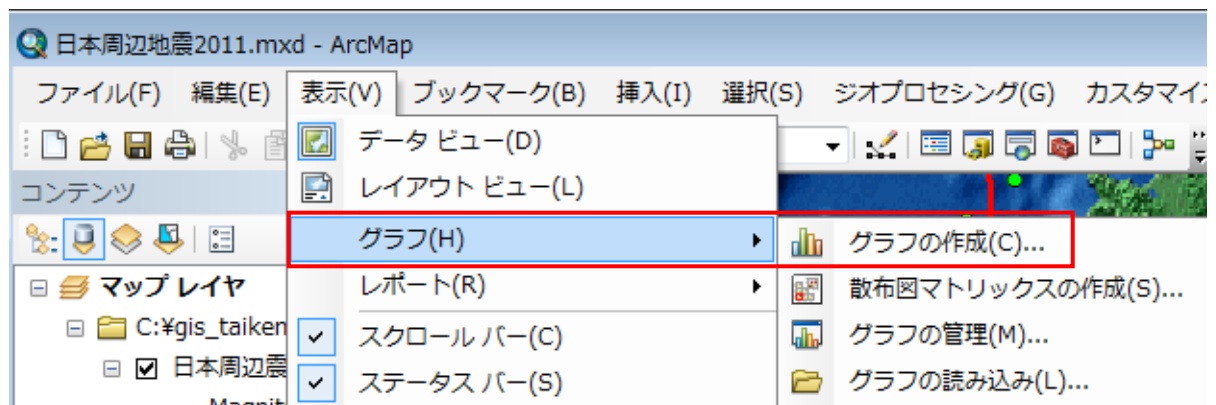 日本周辺地震2011.mxd - ArcMap
ファイル(F) 編集(E) 表示(V) ブックマーク(B) 挿入(I) 選択(S) ジオプロセシング(G) カスタマイズ
データ ビュー(D)
レイアウト ビュー(L)
コンテンツ
グラフ(H)
グラフの作成(C)...
マップ レイヤ
レポート(R)
散布図マトリックスの作成(S)...
C:¥gis_taiken
スクロール バー(C)
グラフの管理(M)...
日本周辺震
ステータス バー(S)
グラフの読み込み(L)...
Magnit